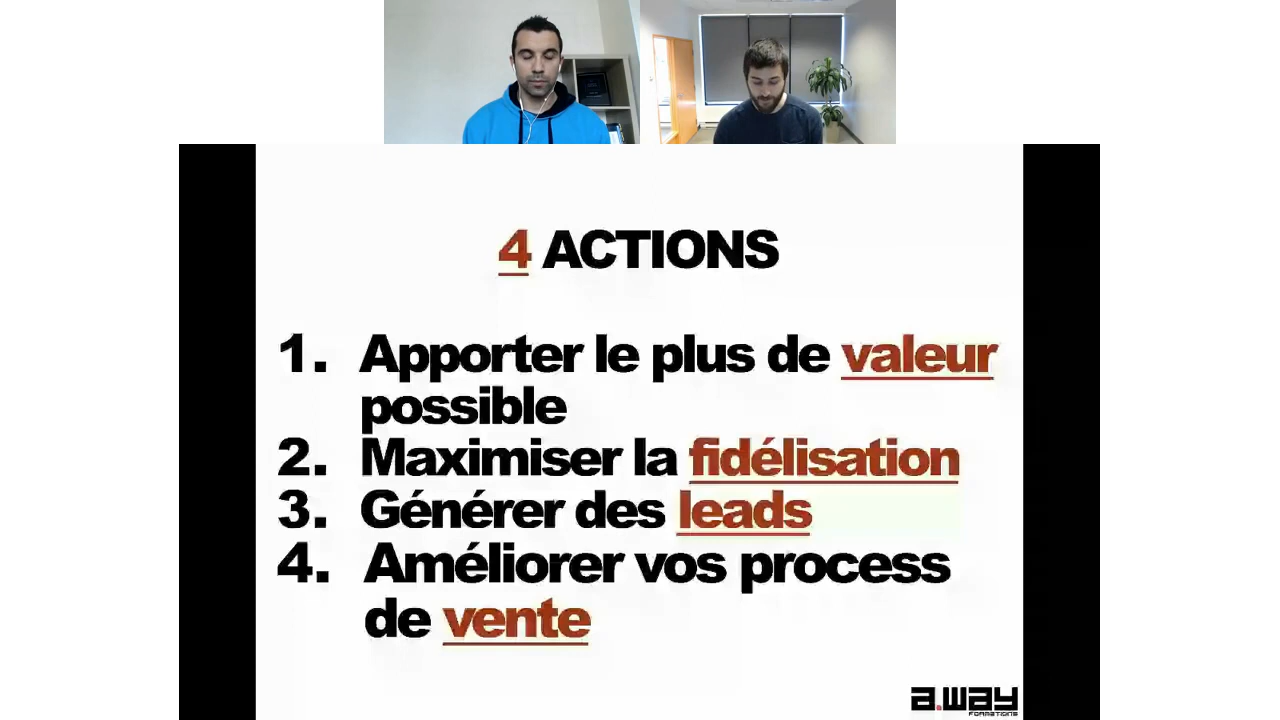 4 ACTIONS
1. Apporter le plus de valeur
possible
2. Maximiser la fidélisation
3. Générer des leads
4. Améliorer vos process
de vente
a.way
FORMATIONS